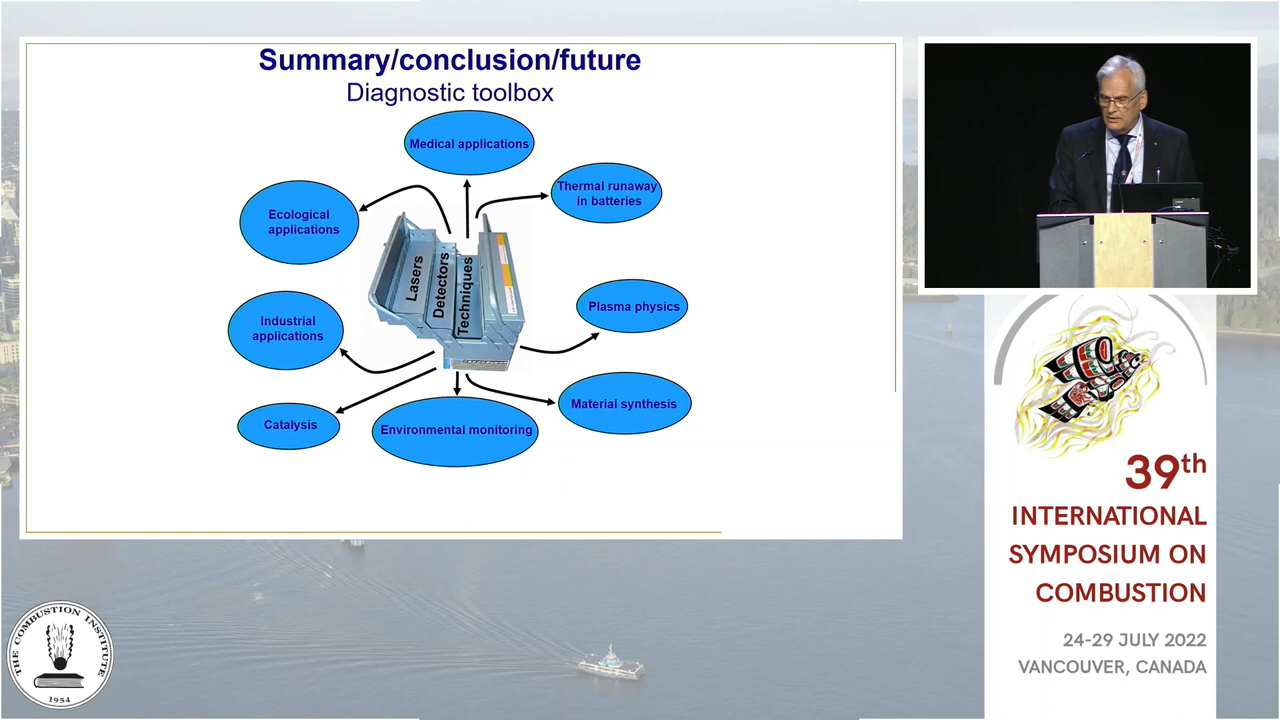 Summary/conclusion/future
Diagnostic toolbox
Medical applications
Thermal runaway
in batteries
Ecological
applications
Lasers
Detectors
Techniques
Plasma physics
Industrial
applications
Material synthesis
Catalysis
Environmental monitoring
39th
INTERNATIONAL
SYMPOSIUM ON
COMBUSTION
24-29 JULY 2022
VANCOUVER, CANADA
THE COMBUSTION INSTITUTE
1954